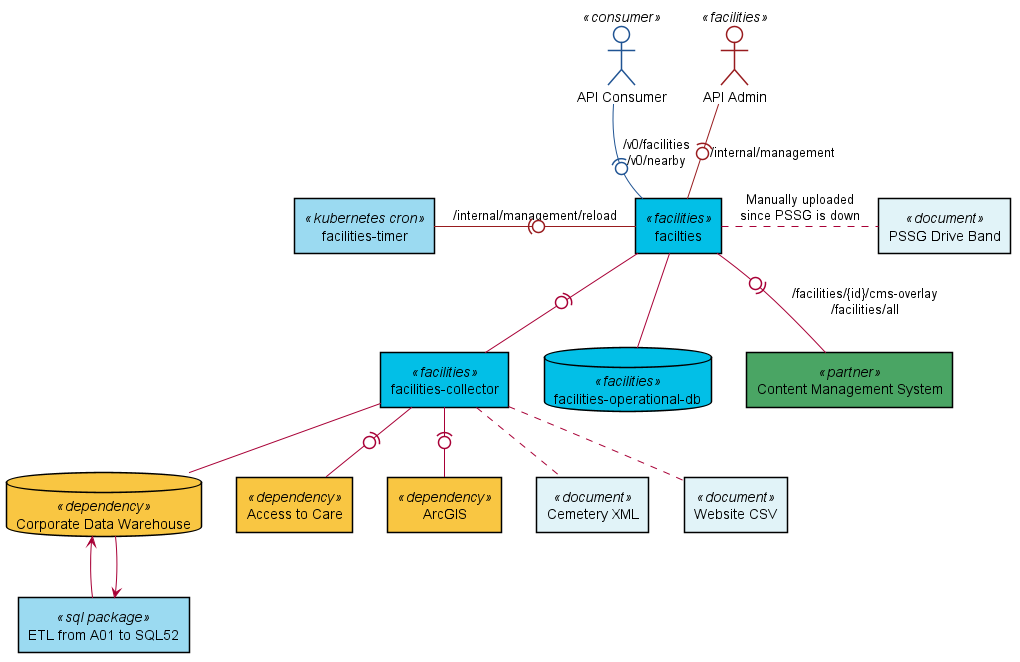 «consumer»
«facilities»
API Consumer
API Admin
/v0/facilities
/v0/nearby
/internal/management
«kubernetes cron»
facilities-timer
/internal/management/reload
«facilities»
facilties
Manually uploaded
since PSSG is down
«document»
PSSG Drive Band
/facilities/{id}/cms-overlay
/facilities/all
«facilities»
facilities-collector
«facilities»
facilities-operational-db
«partner»
Content Management System
«dependency»
Corporate Data Warehouse
«dependency»
Access to Care
«dependency»
ArcGIS
«document»
Cemetery XML
«document»
Website CSV
«sql package»
ETL from A01 to SQL52